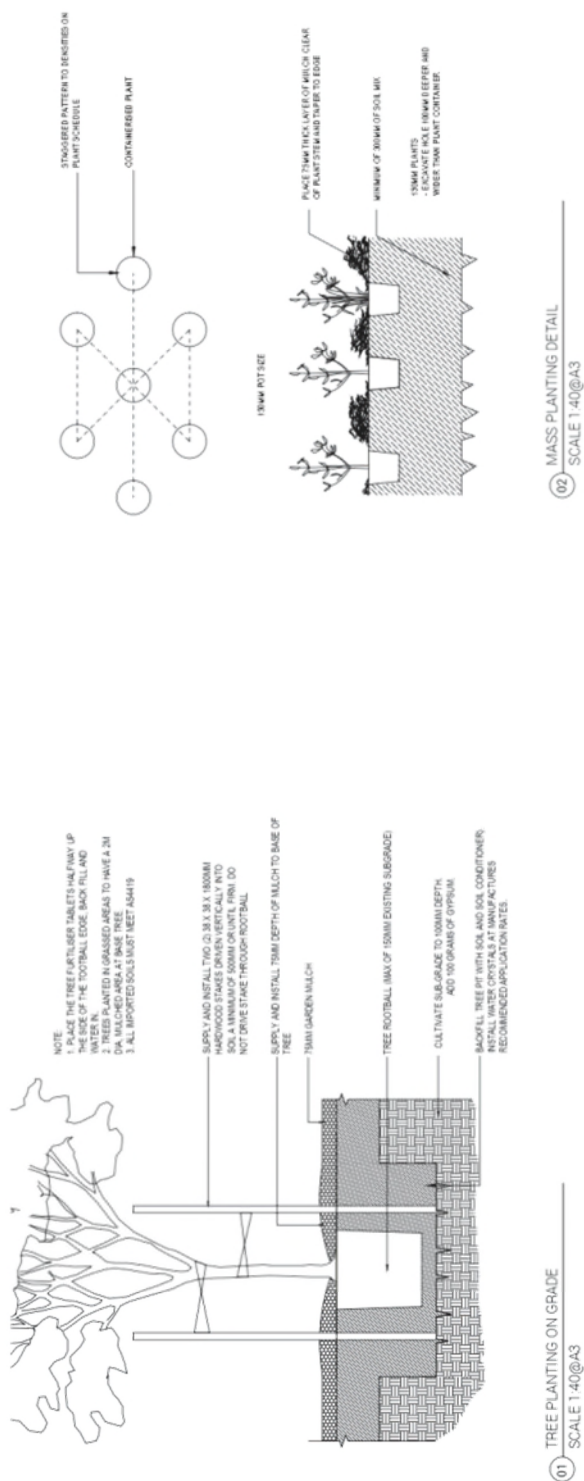 NOTE:
1. PLACE THE TREE FURTILISER TABLETS HALFWAY UP
THE SIDE OF THE TOOTBALL EDGE. BACK FILL AND
WATER IN.
2. TREES PLANTED IN GRASSED AREAS TO HAVE A 2M
DIA. MULCHED AREA AT BASE TREE.
3. ALL IMPORTED SOILS MUST MEET AS4419
SUPPLY AND INSTALL TWO (2) 38 X 38 X 1800MM
HARDWOOD STAKES DRIVEN VERTICALLY INTO
SOIL A MINIMUM OF 500MM OR UNTIL FIRM. DO
NOT DRIVE STAKE THROUGH ROOTBALL
SUPPLY AND INSTALL 75MM DEPTH OF MULCH TO BASE OF
TREE
75MM GARDEN MULCH
TREE ROOTBALL (MAX OF 150MM EXISTING SUBGRADE)
CULTIVATE SUB-GRADE TO 100MM DEPTH.
ADD 100 GRAMS OF GYPSUM.
BACKFILL TREE PIT WITH SOIL AND SOIL CONDITIONER)
INSTALL WATER CRYSTALS AT MANUFACTURES
RECOMMENDED APPLICATION RATES.
01 TREE PLANTING ON GRADE
SCALE 1:40@A3
STAGGERED PATTERN TO DENSITIES ON
PLANT SCHEDULE
CONTAINERISED PLANT
150MM POT SIZE
PLACE 75MM THICK LAYER OF MULCH CLEAR
OF PLANT STEM AND TAPER TO EDGE
MINIMUM OF 300MM OF SOIL MIX
150MM PLANTS
- EXCAVATE HOLE 100MM DEEPER AND
WIDER THAN PLANT CONTAINER.
02 MASS PLANTING DETAIL
SCALE 1:40@A3